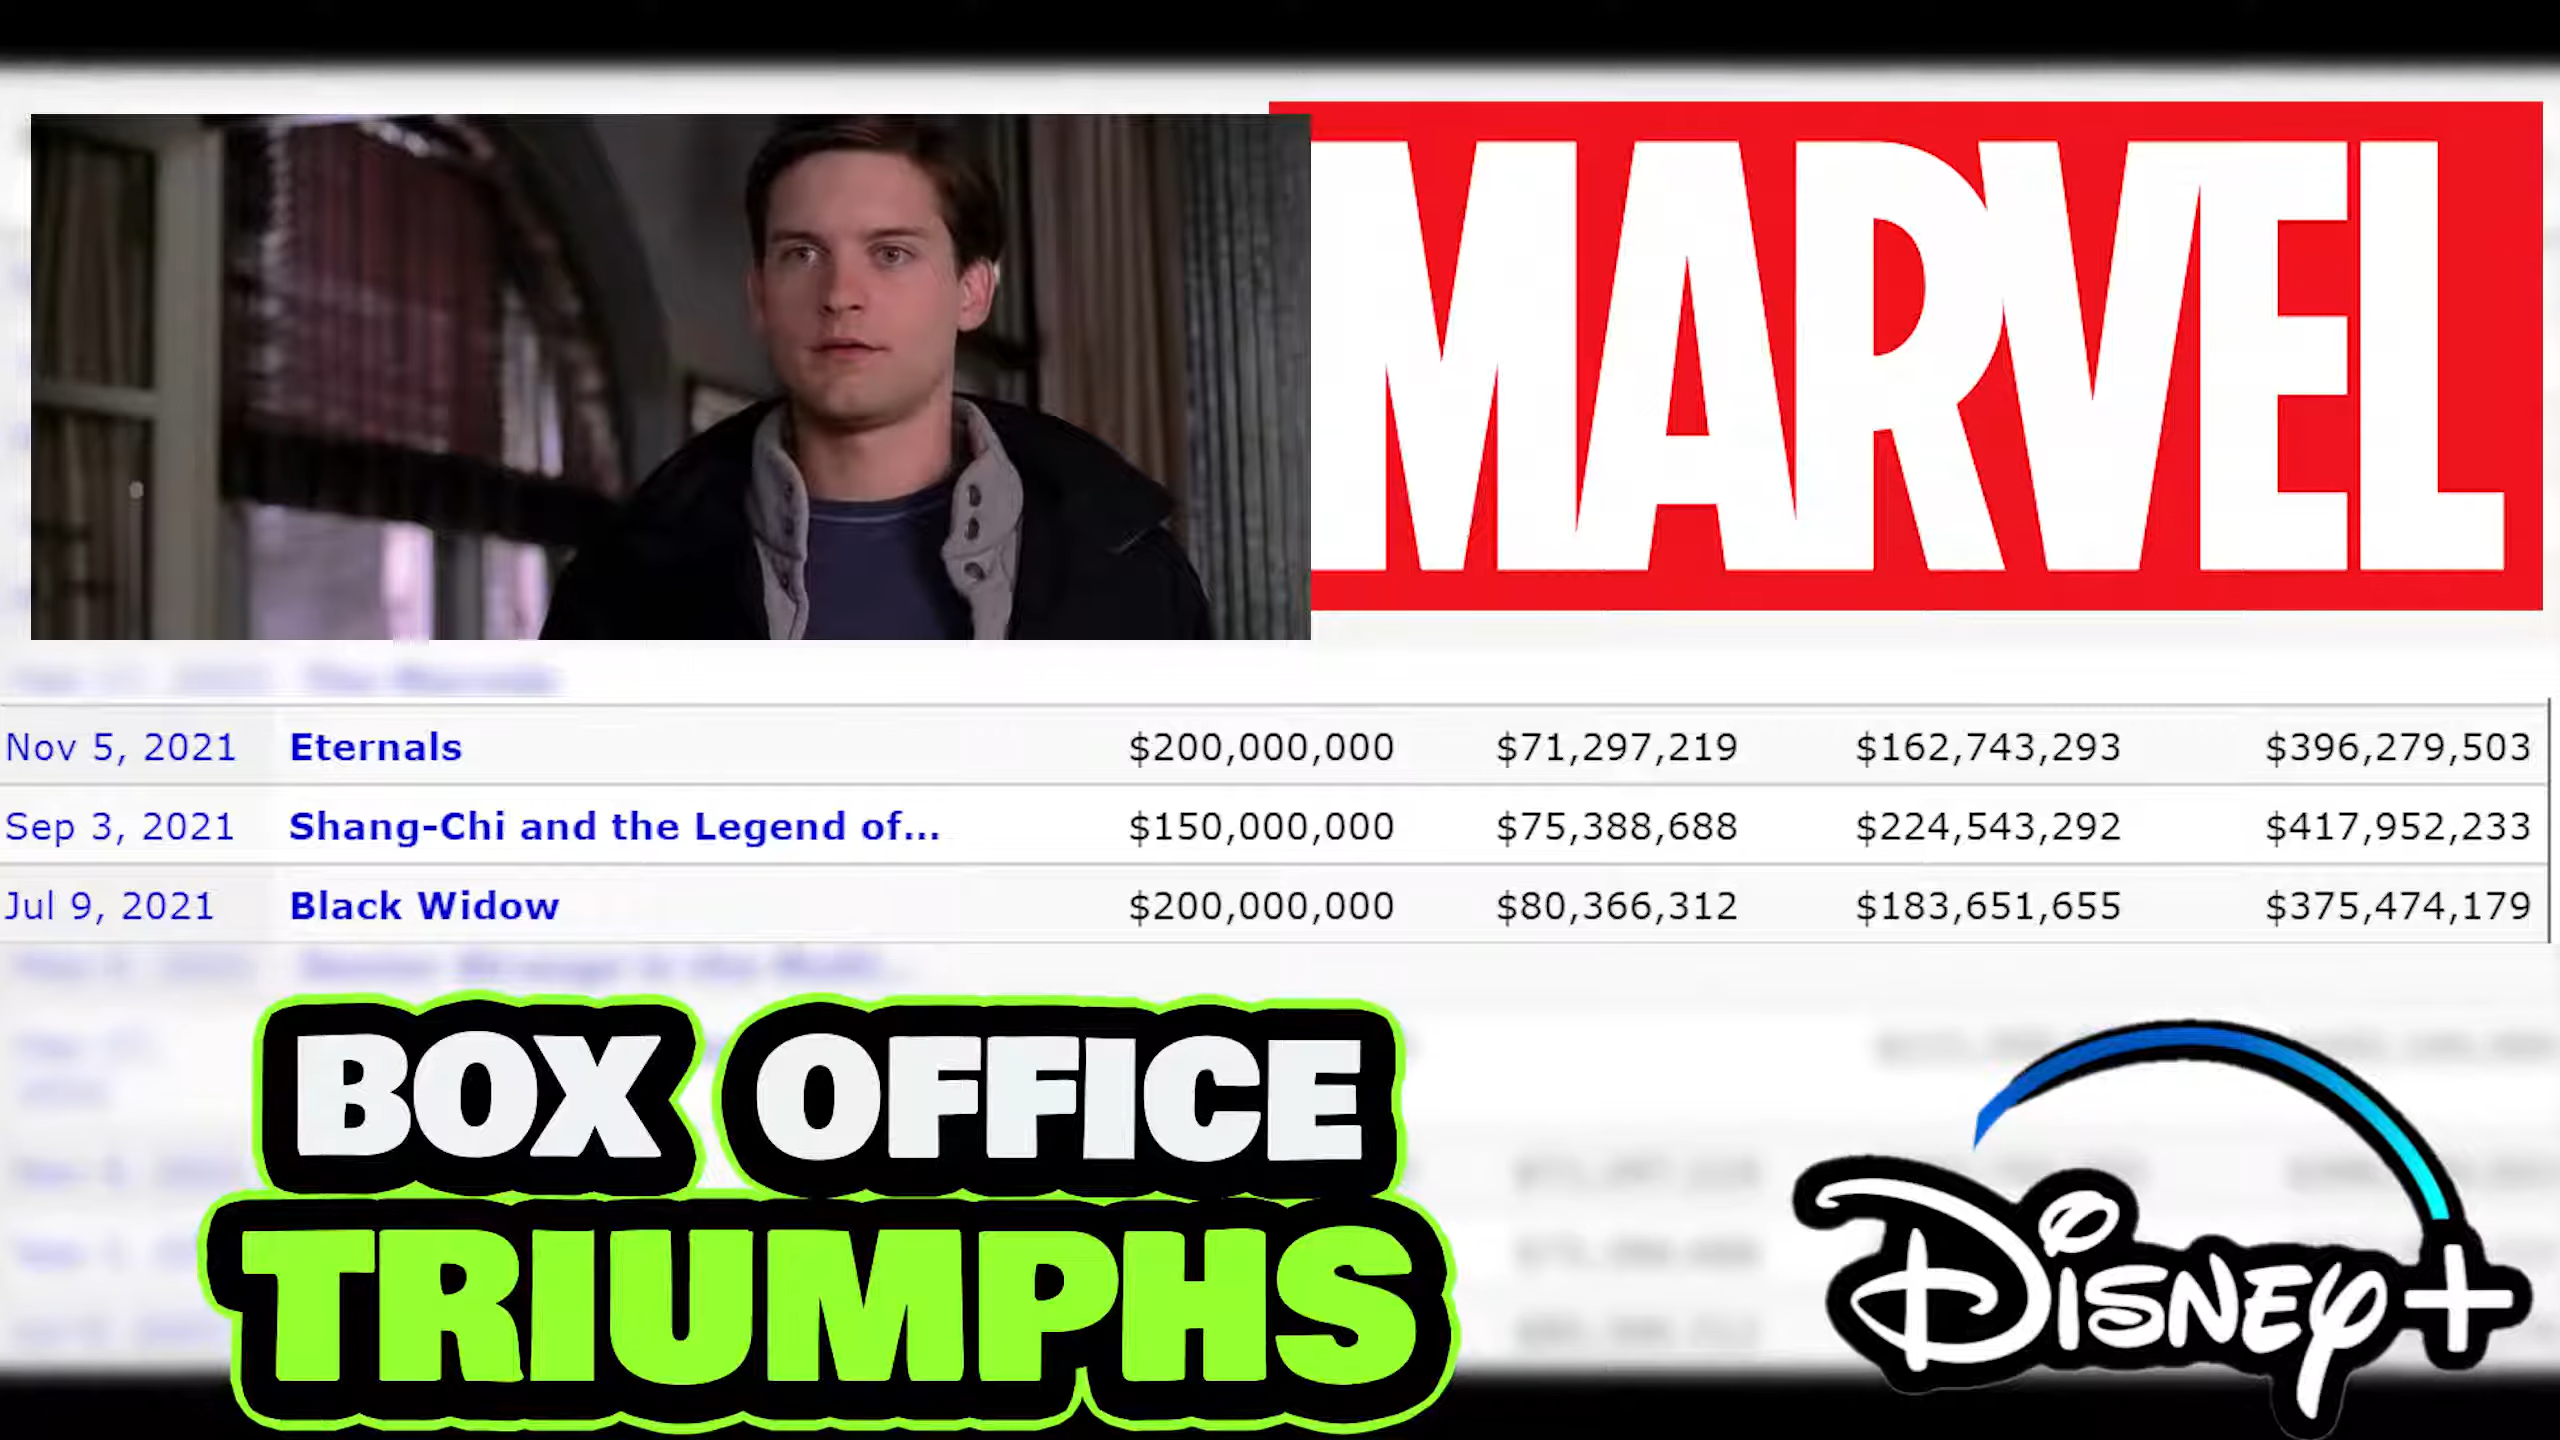 MARVEL
Nov 5, 2021 Eternals $200,000,000 $71,297,219 $162,743,293 $396,279,503
Sep 3, 2021 Shang-Chi and the Legend of... $150,000,000 $75,388,688 $224,543,292 $417,952,233
Jul 9, 2021 Black Widow $200,000,000 $80,366,312 $183,651,655 $375,474,179
BOX OFFICE
TRIUMPHS
Disney+